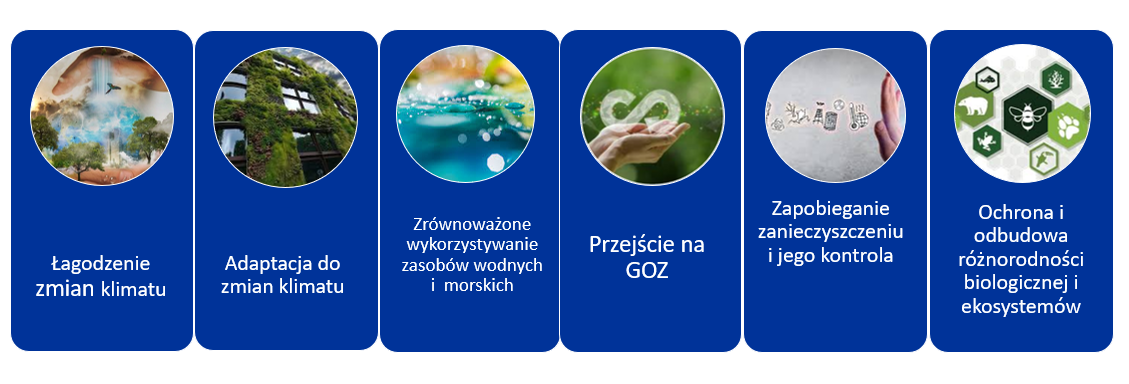 Łagodzenie
zmian klimatu
Adaptacja do
zmian klimatu
Zrównoważone
wykorzystywanie
zasobów wodnych
i morskich
Przejście na
GOZ
Zapobieganie
zanieczyszczeniu
i jego kontrola
Ochrona i
odbudowa
różnorodności
biologicznej i
ekosystemów